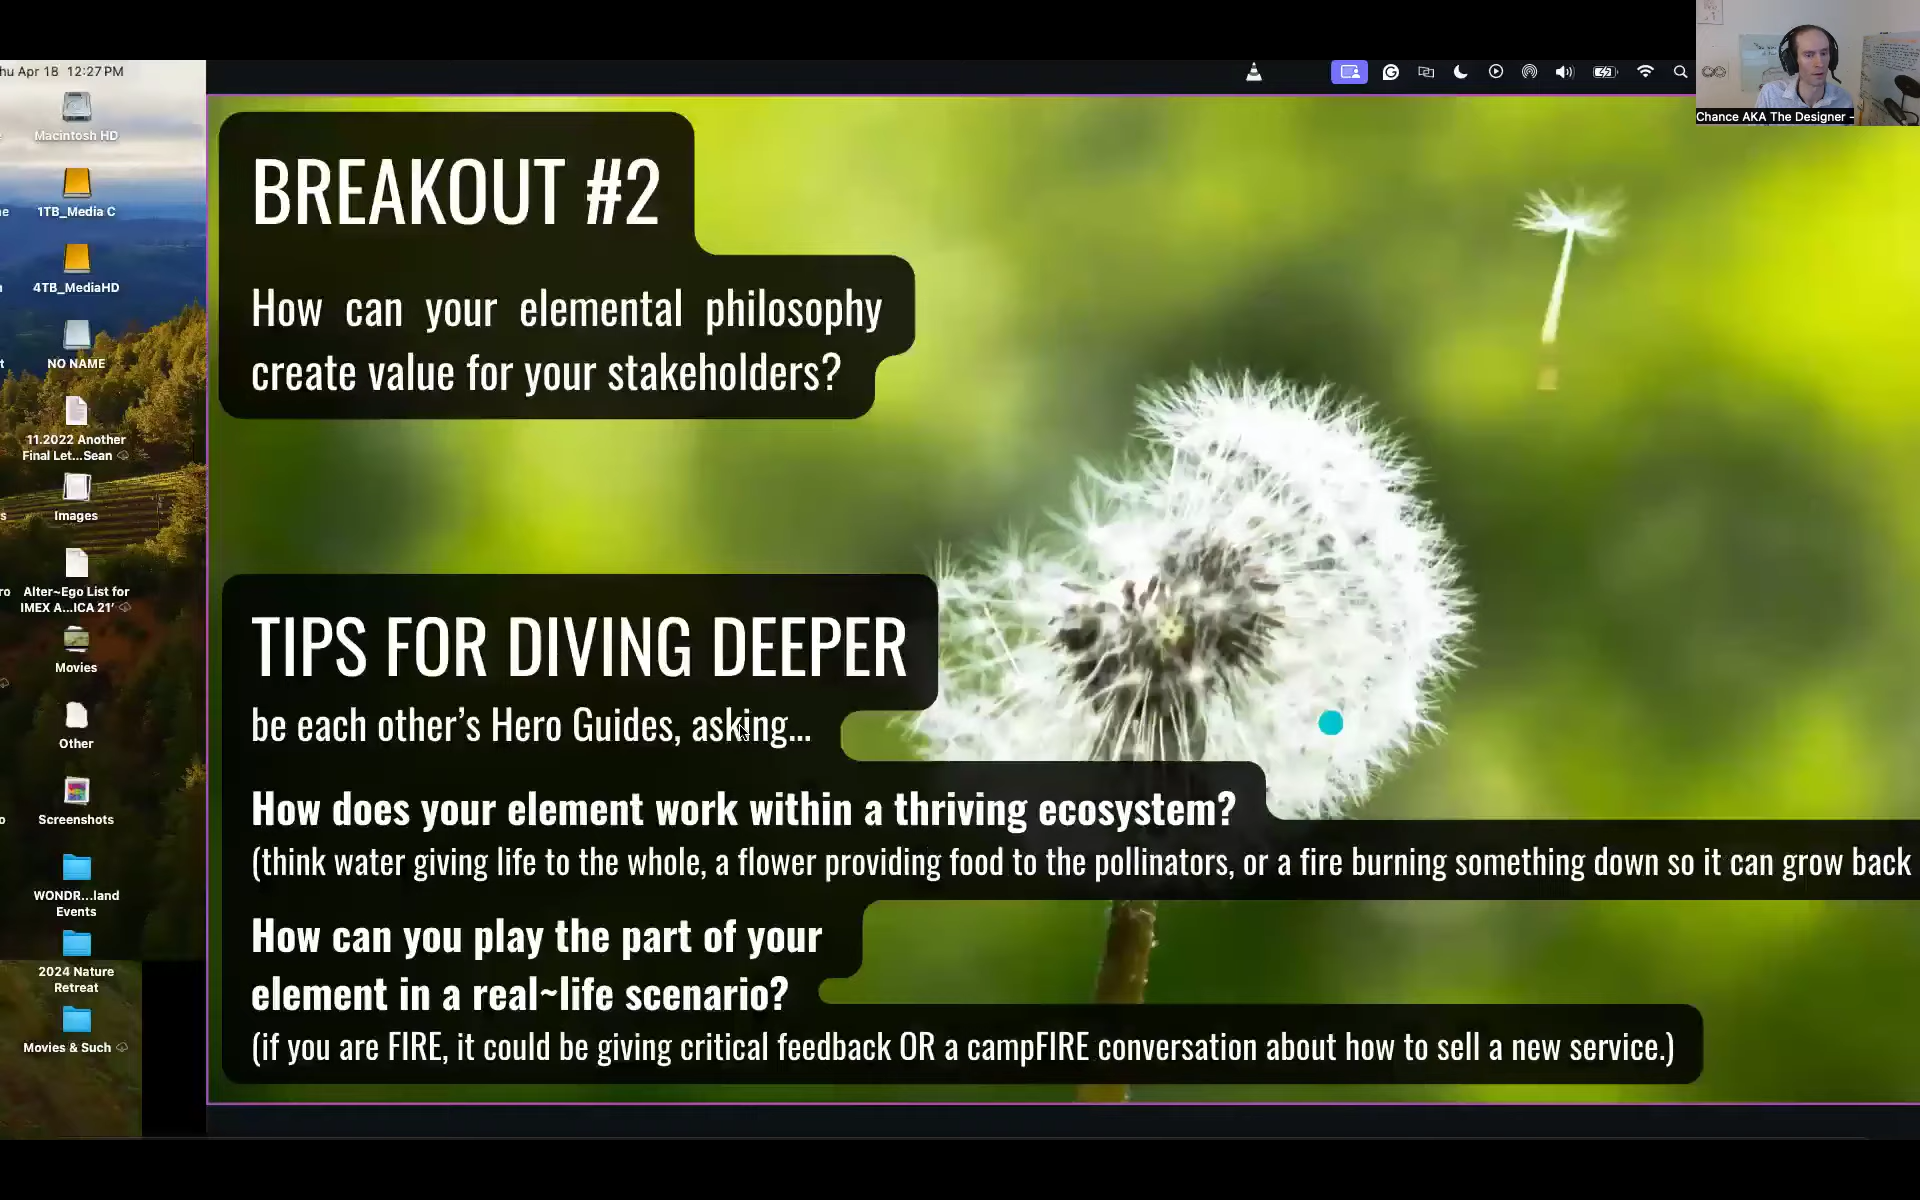 hu Apr 18 12:27 PM
Macintosh HD
1TB_Media C
4TB_MediaHD
NO NAME
11.2022 Another
Final Let...Sean
Images
Alter~Ego List for
IMEX A...ICA 21'
Movies
Other
Screenshots
WONDR...land
Events
2024 Nature
Retreat
Movies & Such
Chance AKA The Designer -
BREAKOUT #2
How can your elemental philosophy
create value for your stakeholders?
TIPS FOR DIVING DEEPER
be each other's Hero Guides, asking...
How does your element work within a thriving ecosystem?
(think water giving life to the whole, a flower providing food to the pollinators, or a fire burning something down so it can grow back
How can you play the part of your
element in a real~life scenario?
(if you are FIRE, it could be giving critical feedback OR a campFIRE conversation about how to sell a new service.)